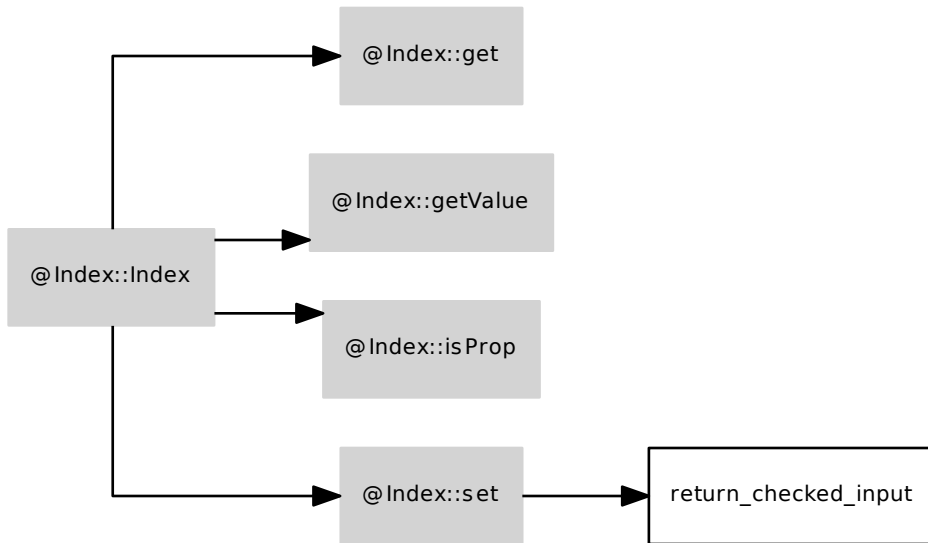 @Index::get
@Index::getValue
@Index::Index
@Index::isProp
@Index::set
return_checked_input